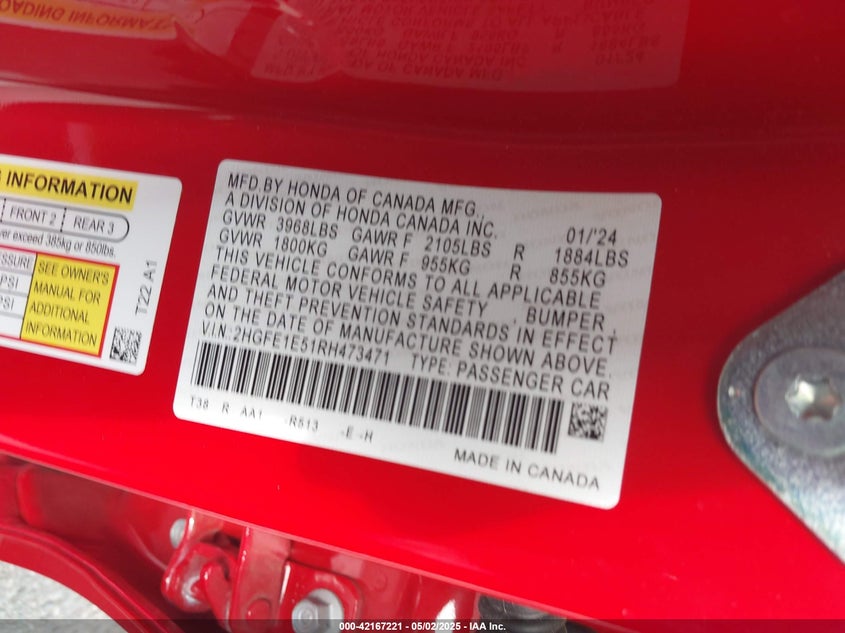 MFD.BY HONDA OF CANADA MFG.,
A DIVISION OF HONDA CANADA INC. 01/'24
GVWR 3968LBS GAWR F 2105LBS R 1884LBS
GVWR 1800KG GAWR F 955KG R 855KG
THIS VEHICLE CONFORMS TO ALL APPLICABLE
FEDERAL MOTOR VEHICLE SAFETY BUMPER,
AND THEFT PREVENTION STANDARDS IN EFFECT
ON THE DATE OF MANUFACTURE SHOWN ABOVE.
VIN:2HGFE1E51RH473471 TYPE:PASSENGER CAR
T38 R AA1 -R513 -E-H
MADE IN CANADA
INFORMATION
FRONT 2 REAR 3
exceed 385kg or 850lbs.
SEE OWNER'S
MANUAL FOR
ADDITIONAL
INFORMATION
PSI
PSI
T22 A1
000-42167221 - 05/02/2025 - IAA Inc.